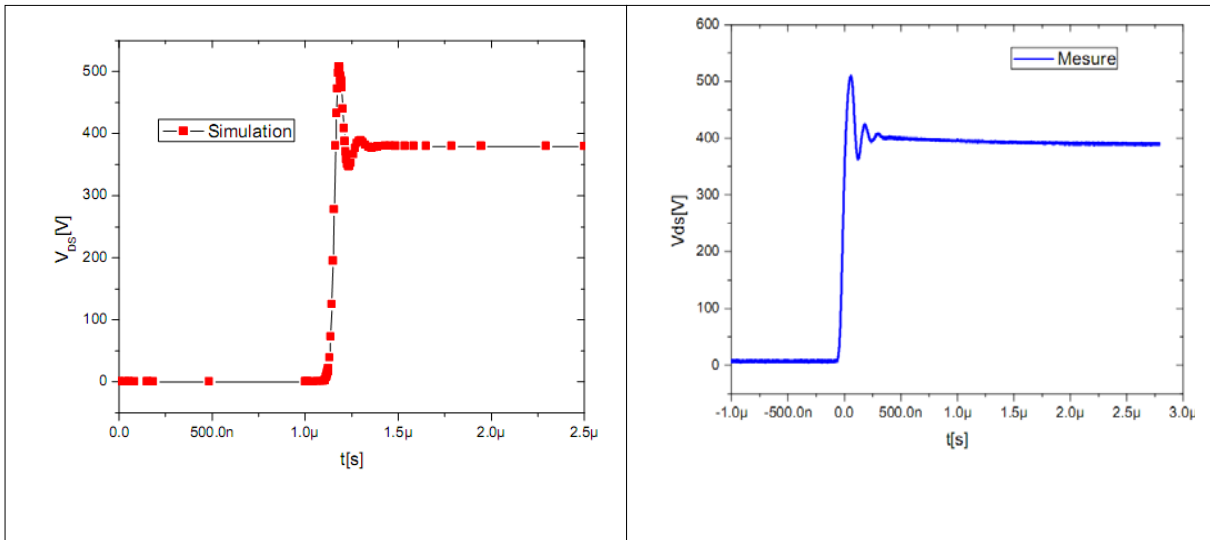 500
400
300
200
100
0
V_DS[V]
Simulation
0.0 500.0n 1.0µ 1.5µ 2.0µ 2.5µ
t[s]
600
500
400
300
200
100
0
Vds[V]
Mesure
-1.0µ -500.0n 0.0 500.0n 1.0µ 1.5µ 2.0µ 2.5µ 3.0µ
t[s]